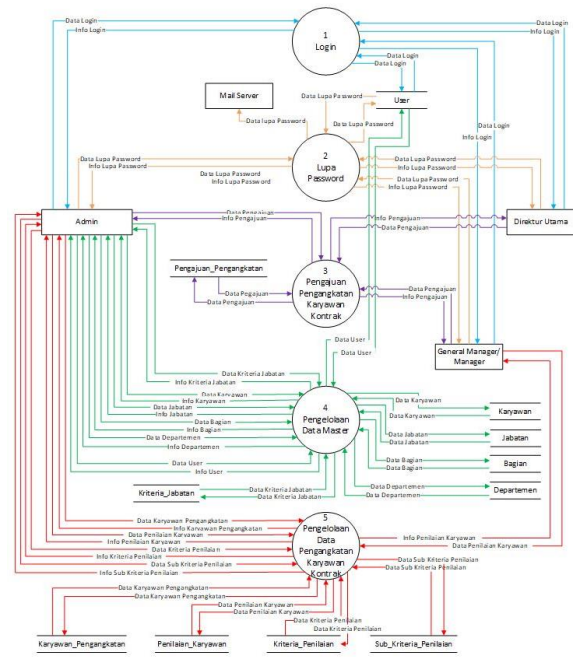 Data Login
Info Login
1
Login
Data Login
Info Login
Data Login
Data Login
Data Login
Info Login
Mail Server
User
Data Lupa Password
Data Lupa Password
Data Lupa Password
2
Lupa
Password
Data Lupa Password
Info Lupa Password
Data Lupa Password
Info Lupa Password
Data Lupa Password
Info Lupa Password
Data Lupa Password
Info Lupa Password
Admin
Direktur Utama
Data Pengajuan
Info Pengajuan
Info Pengajuan
Data Pengajuan
3
Pengajuan
Pengangkatan
Karyawan
Kontrak
Pengajuan_Pengangkatan
Data Pegajuan
Data Pengajuan
Data Pengajuan
Info Pengajuan
General Manager/
Manager
Data User
Data User
Data Kriteria Jabatan
Info Kriteria Jabatan
Data Karyawan
Info Karyawan
Data Jabatan
Info Jabatan
Data Bagian
Info Bagian
Data Departemen
Info Departemen
Data User
Info User
4
Pengelolaan
Data Master
Data Karyawan
Data Karyawan
Karyawan
Data Jabatan
Data Jabatan
Jabatan
Data Bagian
Data Bagian
Bagian
Data Departemen
Data Departemen
Departemen
Kriteria_Jabatan
Data Kriteria Jabatan
Data Kriteria Jabatan
5
Pengelolaan
Data
Pengangkatan
Karyawan
Kontrak
Data Karyawan Pengangkatan
Info Karyawan Pengangkatan
Data Penilaian Karyawan
Info Penilaian Karyawan
Data Kriteria Penilaian
Info Kriteria Penilaian
Data Sub Kriteria Penilaian
Info Sub Kriteria Penilaian
Info Penilaian Karyawan
Data Penilaian Karyawan
Data Sub Kriteria Penilaian
Data Sub Kriteria Penilaian
Data Karyawan Pengangkatan
Data Karyawan Pengangkatan
Data Penilaian Karyawan
Data Penilaian Karyawan
Data Kriteria Penilaian
Data Kriteria Penilaian
Karyawan_Pengangkatan
Penilaian_Karyawan
Kriteria_Penilaian
Sub_Kriteria_Penilaian